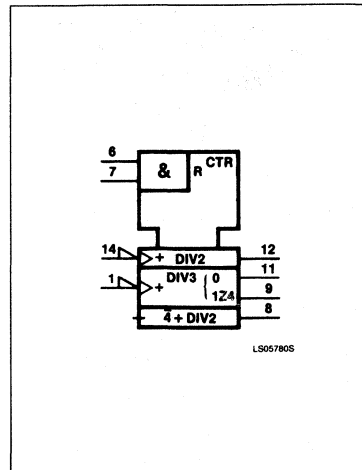 6
7
&
R
CTR
14
+
DIV2
12
DIV3
0
11
1
+
1Z4
9
4̅ + DIV2
8
LS05780S